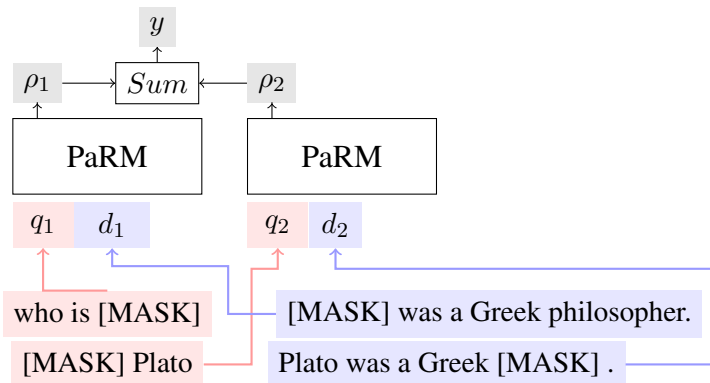 y
ρ₁ Sum ρ₂
PaRM PaRM
q₁ d₁ q₂ d₂
who is [MASK] [MASK] was a Greek philosopher.
[MASK] Plato Plato was a Greek [MASK] .